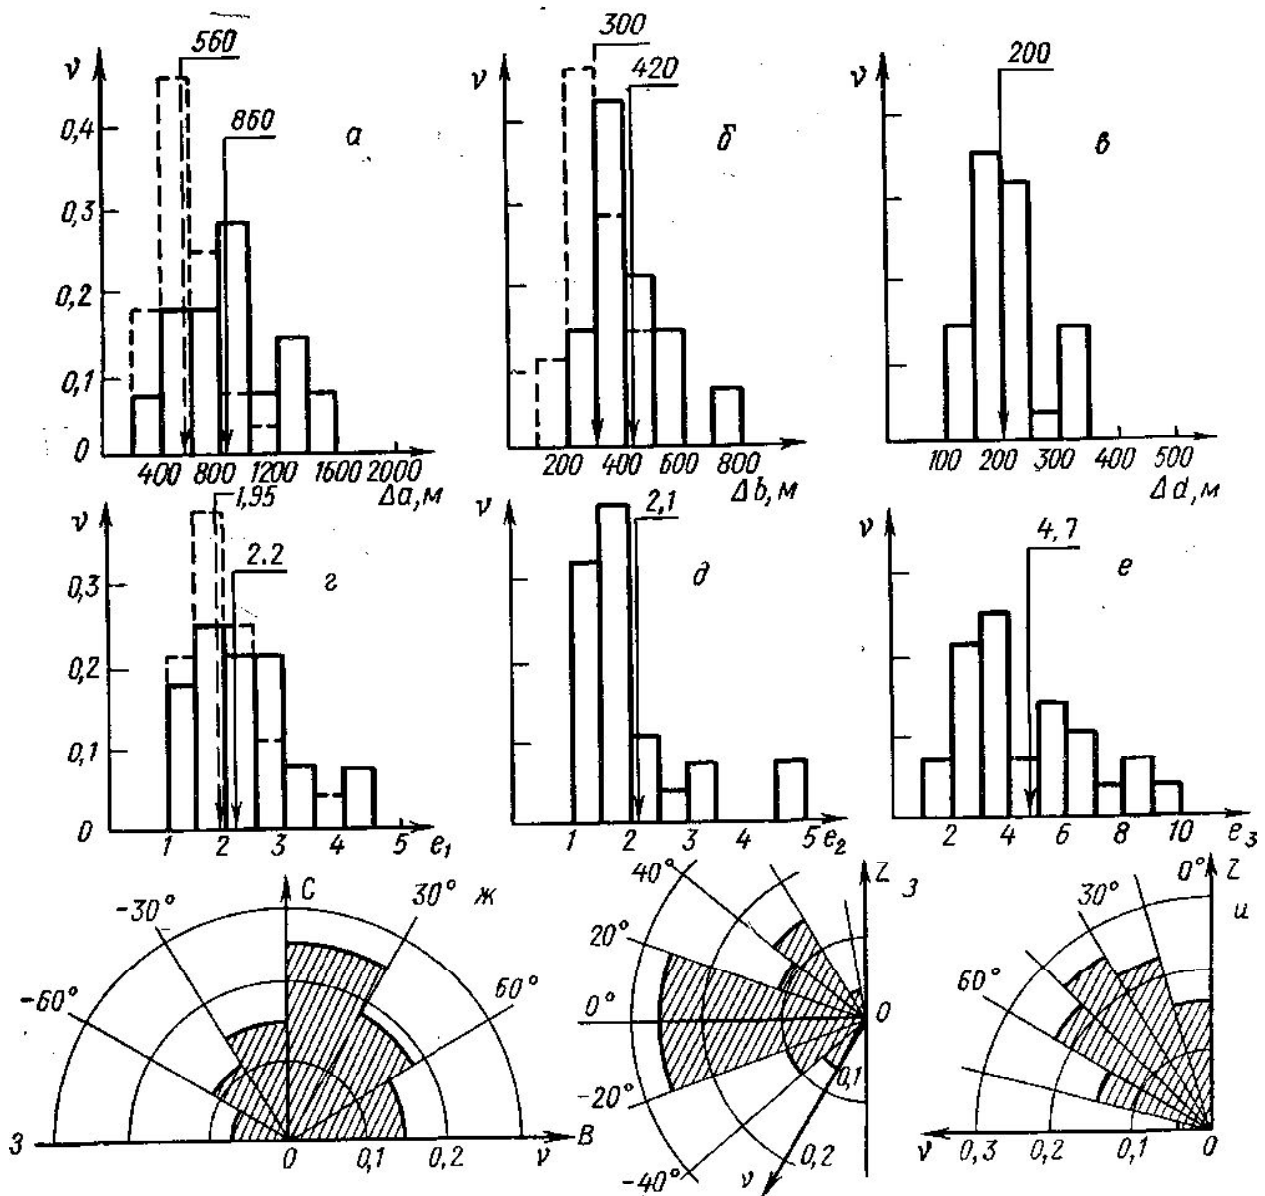 560
300
420
200
860
ν
ν
ν
а
б
в
0,4
0,3
0,2
0,1
0
400 800 1200 1600 2000
Δa, м
200 400 600 800
Δb, м
100 200 300 400 500
Δd, м
1,95
2.2
2,1
4,7
ν
ν
ν
г
д
е
0,3
0,2
0,1
0
1 2 3 4 5 e₁
1 2 3 4 5 e₂
2 4 6 8 10 e₃
С
30° ж
-30°
-60°
60°
З
0 0,1 0,2 ν В
40°
z
з
20°
0°
0
-20°
0,1
0,2
-40°
ν
0°
z
и
30°
60°
ν 0,3 0,2 0,1 0